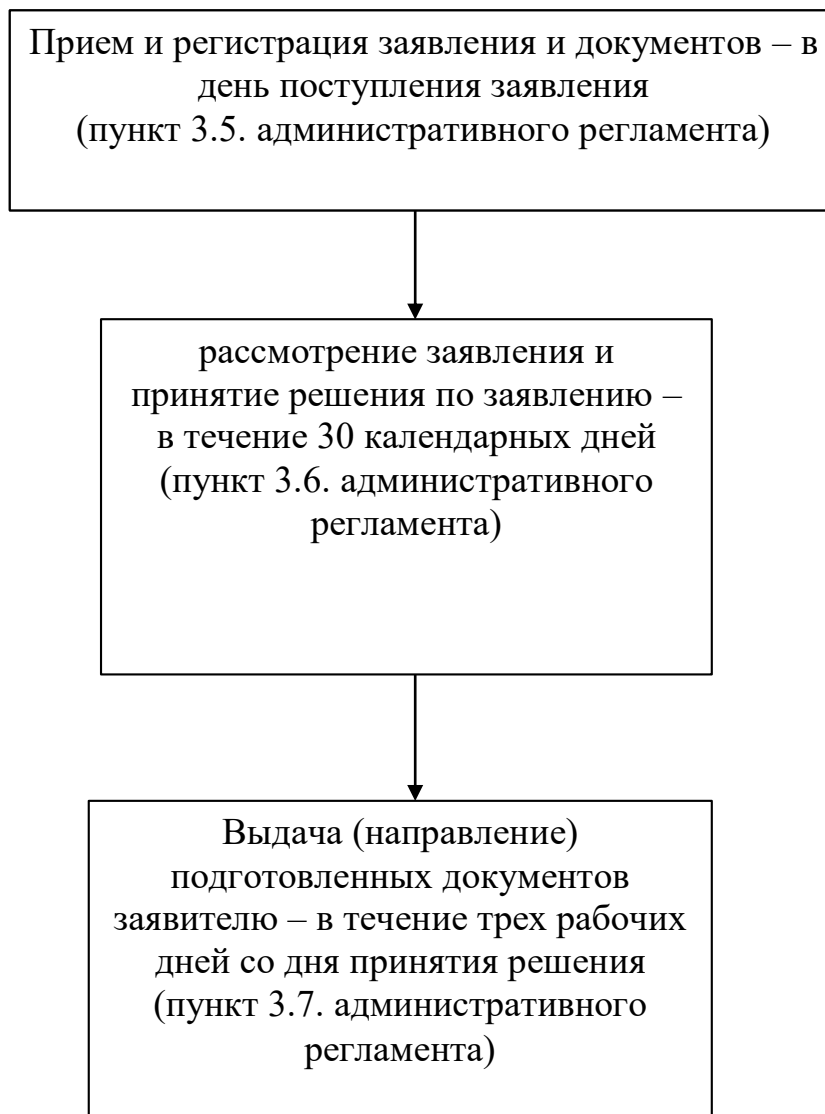 Прием и регистрация заявления и документов – в
день поступления заявления
(пункт 3.5. административного регламента)
рассмотрение заявления и
принятие решения по заявлению –
в течение 30 календарных дней
(пункт 3.6. административного
регламента)
Выдача (направление)
подготовленных документов
заявителю – в течение трех рабочих
дней со дня принятия решения
(пункт 3.7. административного
регламента)